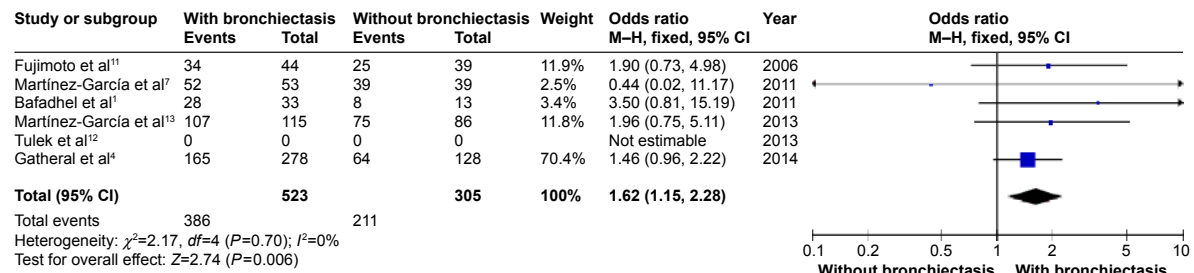 Study or subgroup With bronchiectasis Without bronchiectasis Weight Odds ratio Year Odds ratio
Events Total Events Total M–H, fixed, 95% CI M–H, fixed, 95% CI
Fujimoto et al¹¹ 34 44 25 39 11.9% 1.90 (0.73, 4.98) 2006
Martínez-García et al⁷ 52 53 39 39 2.5% 0.44 (0.02, 11.17) 2011
Bafadhel et al¹ 28 33 8 13 3.4% 3.50 (0.81, 15.19) 2011
Martínez-García et al¹³ 107 115 75 86 11.8% 1.96 (0.75, 5.11) 2013
Tulek et al¹² 0 0 0 0 Not estimable 2013
Gatheral et al⁴ 165 278 64 128 70.4% 1.46 (0.96, 2.22) 2014
Total (95% CI) 523 305 100% 1.62 (1.15, 2.28)
Total events 386 211
Heterogeneity: χ²=2.17, df=4 (P=0.70); I²=0%
Test for overall effect: Z=2.74 (P=0.006)
0.1 0.2 0.5 1 2 5 10
Without bronchiectasis With bronchiectasis